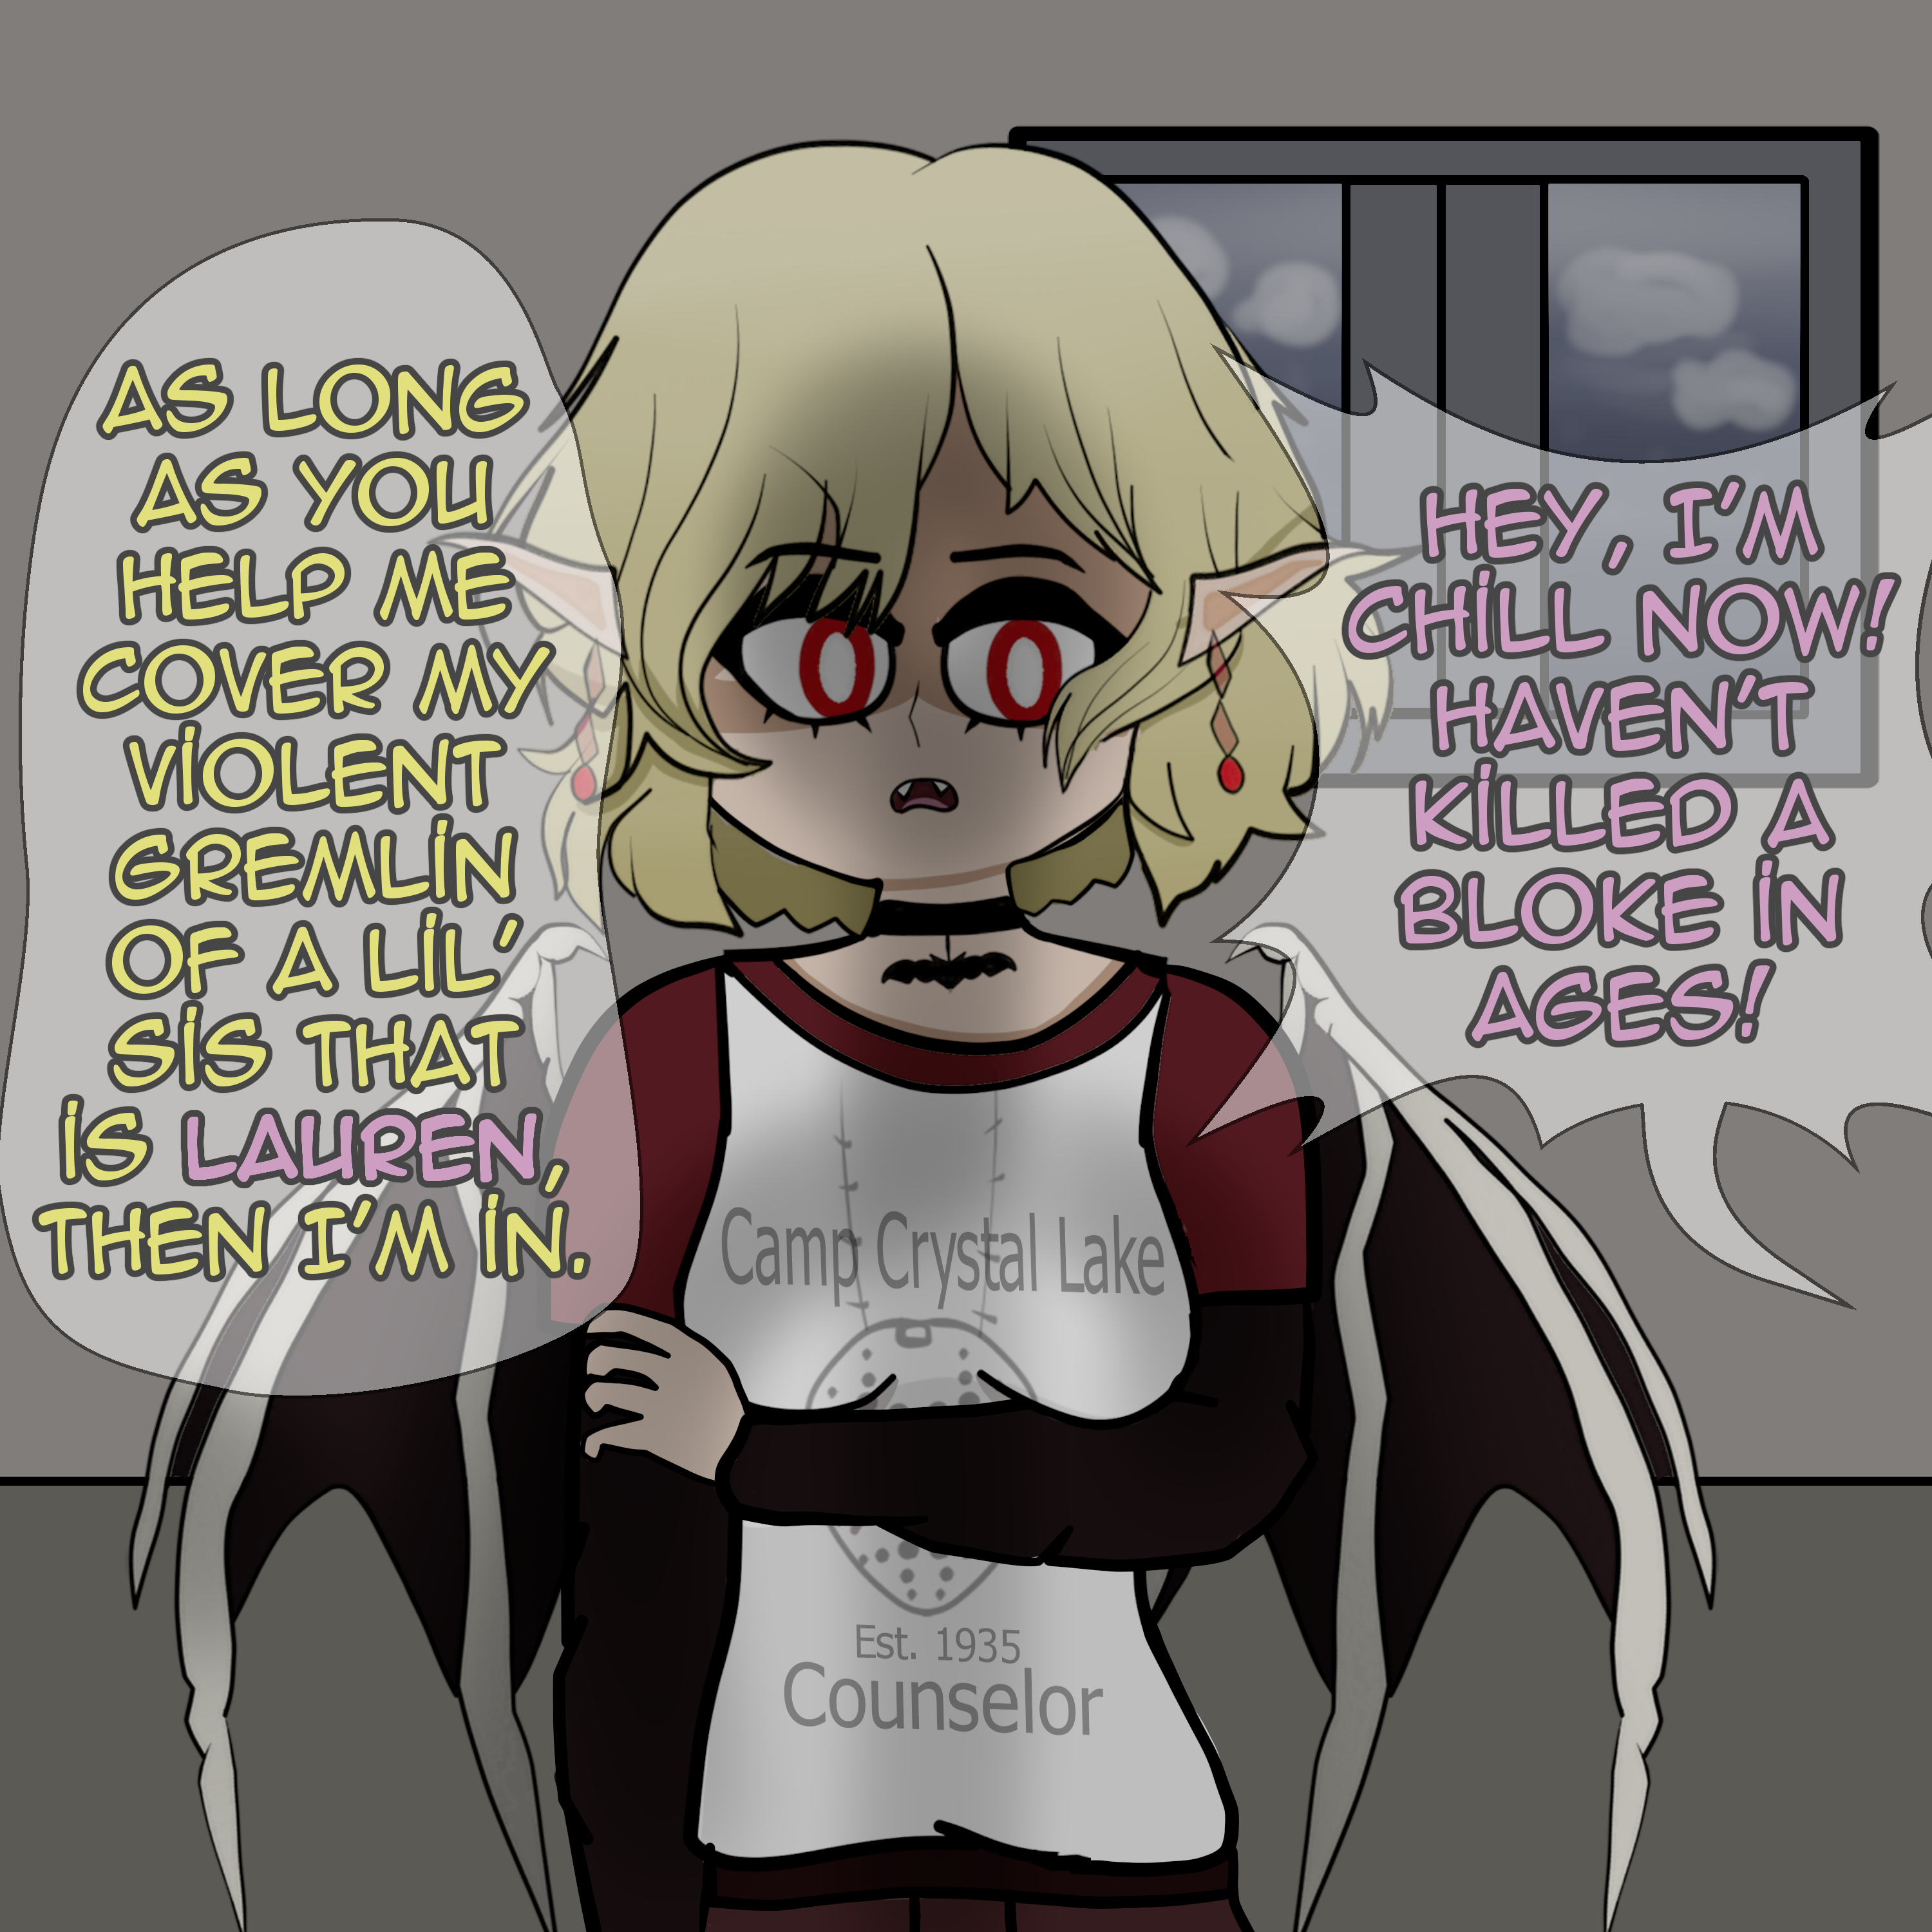 AS LONG
AS YOU
HELP ME
COVER MY
VIOLENT
GREMLIN
OF A LIL'
SIS THAT
IS LAUREN,
THEN I'M IN.
HEY, I'M
CHILL NOW!
HAVEN'T
KILLED A
BLOKE IN
AGES!
Camp Crystal Lake
Est. 1935
Counselor